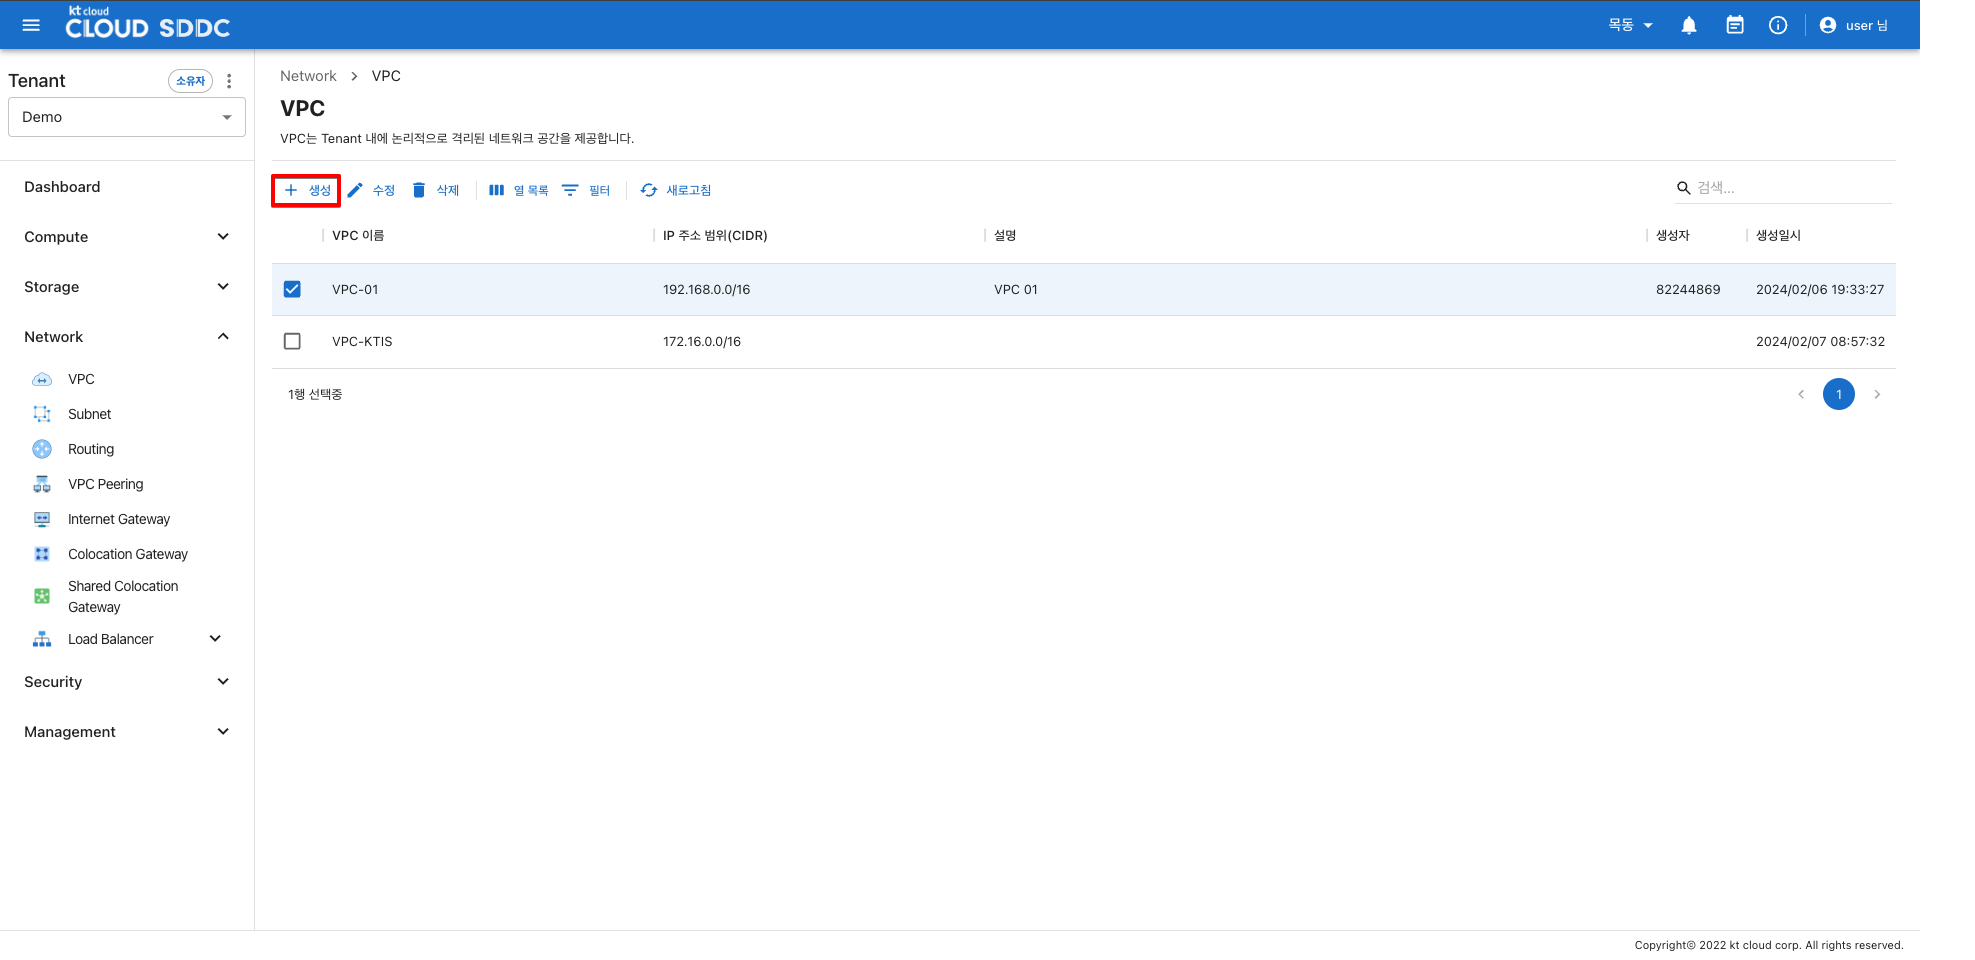 kt cloud
CLOUD SDDC
목동
user 님
Tenant
소유자
Demo
Dashboard
Compute
Storage
Network
VPC
Subnet
Routing
VPC Peering
Internet Gateway
Colocation Gateway
Shared Colocation
Gateway
Load Balancer
Security
Management
Network > VPC
VPC
VPC는 Tenant 내에 논리적으로 격리된 네트워크 공간을 제공합니다.
생성 수정 삭제 열 목록 필터 새로고침
검색...
VPC 이름 IP 주소 범위(CIDR) 설명 생성자 생성일시
VPC-01 192.168.0.0/16 VPC 01 82244869 2024/02/06 19:33:27
VPC-KTIS 172.16.0.0/16 2024/02/07 08:57:32
1행 선택중
1
Copyright© 2022 kt cloud corp. All rights reserved.